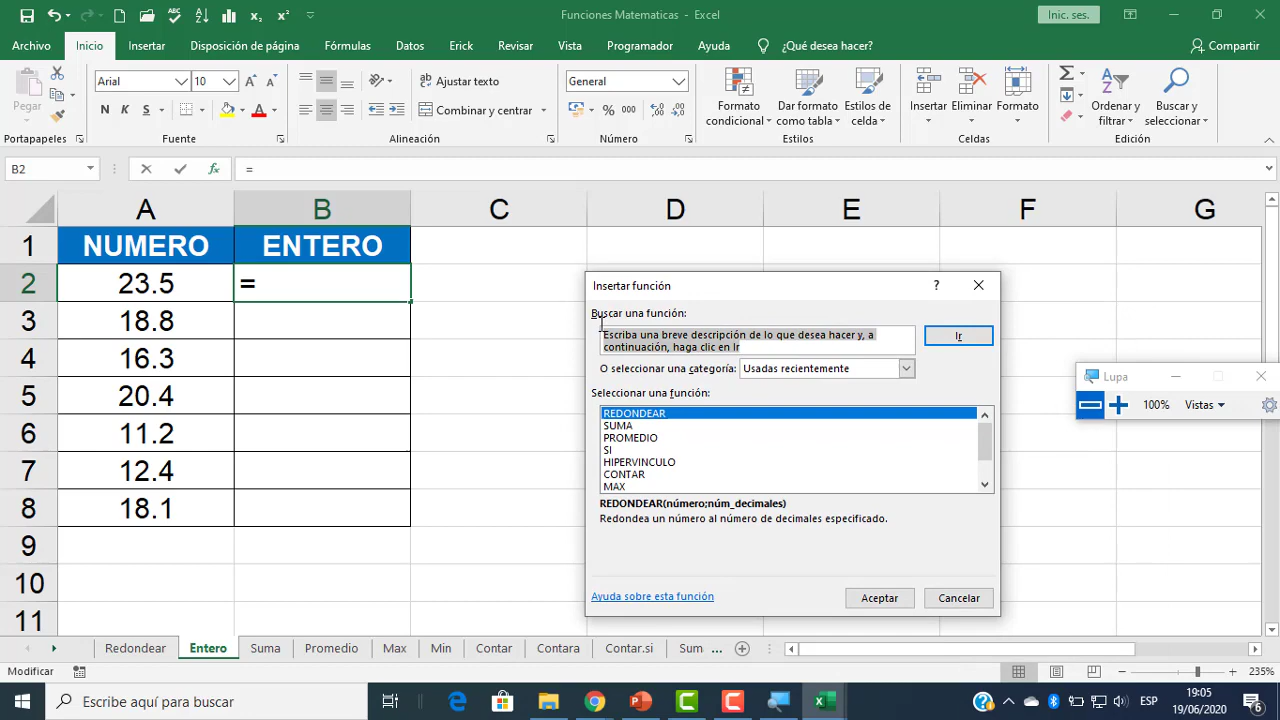 Funciones Matematicas - Excel
Inic. ses.
Archivo Inicio Insertar Disposición de página Fórmulas Datos Erick Revisar Vista Programador Ayuda ¿Qué desea hacer? Compartir
Pegar
Portapapeles
Arial 10
N K S
Fuente
Ajustar texto
Combinar y centrar
Alineación
General
% 000
Número
Formato condicional
Dar formato como tabla
Estilos de celda
Estilos
Insertar Eliminar Formato
Celdas
Ordenar y filtrar
Buscar y seleccionar
Edición
B2 fx =
A B C D E F G
1 NUMERO ENTERO
2 23.5 =
3 18.8
4 16.3
5 20.4
6 11.2
7 12.4
8 18.1
9
10
11
Insertar función ?
Buscar una función:
Escriba una breve descripción de lo que desea hacer y, a
continuación, haga clic en Ir
Ir
O seleccionar una categoría: Usadas recientemente
Seleccionar una función:
REDONDEAR
SUMA
PROMEDIO
SI
HIPERVINCULO
CONTAR
MAX
REDONDEAR(número;núm_decimales)
Redondea un número al número de decimales especificado.
Ayuda sobre esta función
Aceptar Cancelar
Lupa
100% Vistas
Redondear Entero Suma Promedio Max Min Contar Contara Contar.si Sum ...
Modificar
235%
Escribe aquí para buscar
ESP
19:05
19/06/2020
6